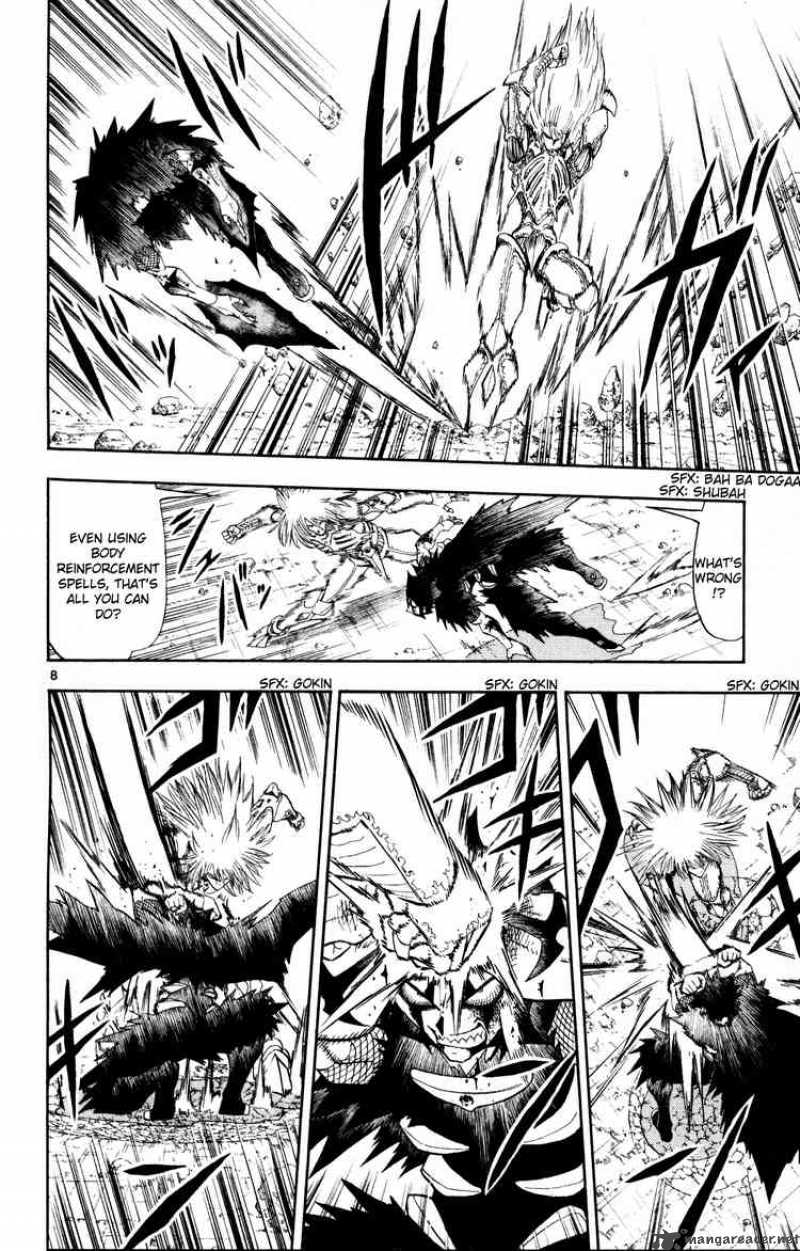 SFX: BAH BA DOGAA
SFX: SHUBAH
WHAT'S
WRONG
!?
EVEN USING
BODY
REINFORCEMENT
SPELLS, THAT'S
ALL YOU CAN
DO?
8
SFX: GOKIN
SFX: GOKIN
SFX: GOKIN
mangareader.net